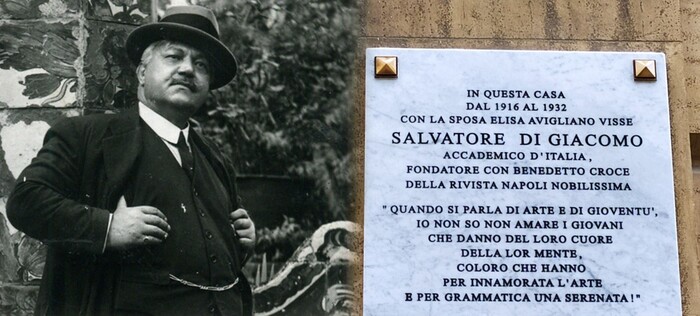 IN QUESTA CASA
DAL 1916 AL 1932
CON LA SPOSA ELISA AVIGLIANO VISSE
SALVATORE DI GIACOMO
ACCADEMICO D'ITALIA,
FONDATORE CON BENEDETTO CROCE
DELLA RIVISTA NAPOLI NOBILISSIMA
"QUANDO SI PARLA DI ARTE E DI GIOVENTU',
IO NON SO NON AMARE I GIOVANI
CHE DANNO DEL LORO CUORE
DELLA LOR MENTE,
COLORO CHE HANNO
PER INNAMORATA L'ARTE
E PER GRAMMATICA UNA SERENATA!"